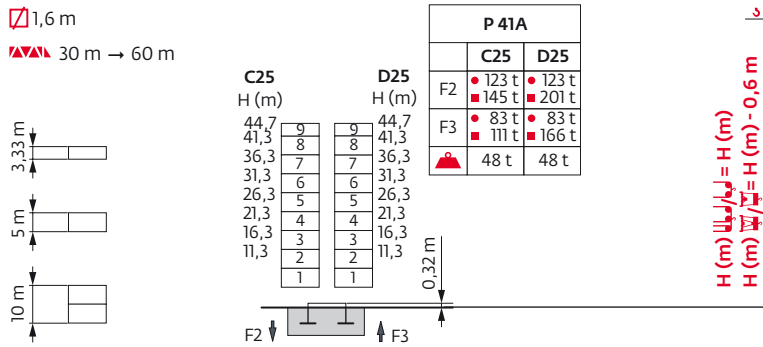 1,6 m
30 m → 60 m
3,33 m
5 m
10 m
C25
H (m)
44,7
41,3
36,3
31,3
26,3
21,3
16,3
11,3
9
8
7
6
5
4
3
2
1
D25
H (m)
9
8
7
6
5
4
3
2
1
44,7
41,3
36,3
31,3
26,3
21,3
16,3
11,3
0,32 m
F2
F3
P 41A
C25 D25
F2 ● 123 t ● 123 t
■ 145 t ■ 201 t
F3 ● 83 t ● 83 t
■ 111 t ■ 166 t
48 t 48 t
H (m) / = H (m)
H (m) / = H (m) - 0,6 m